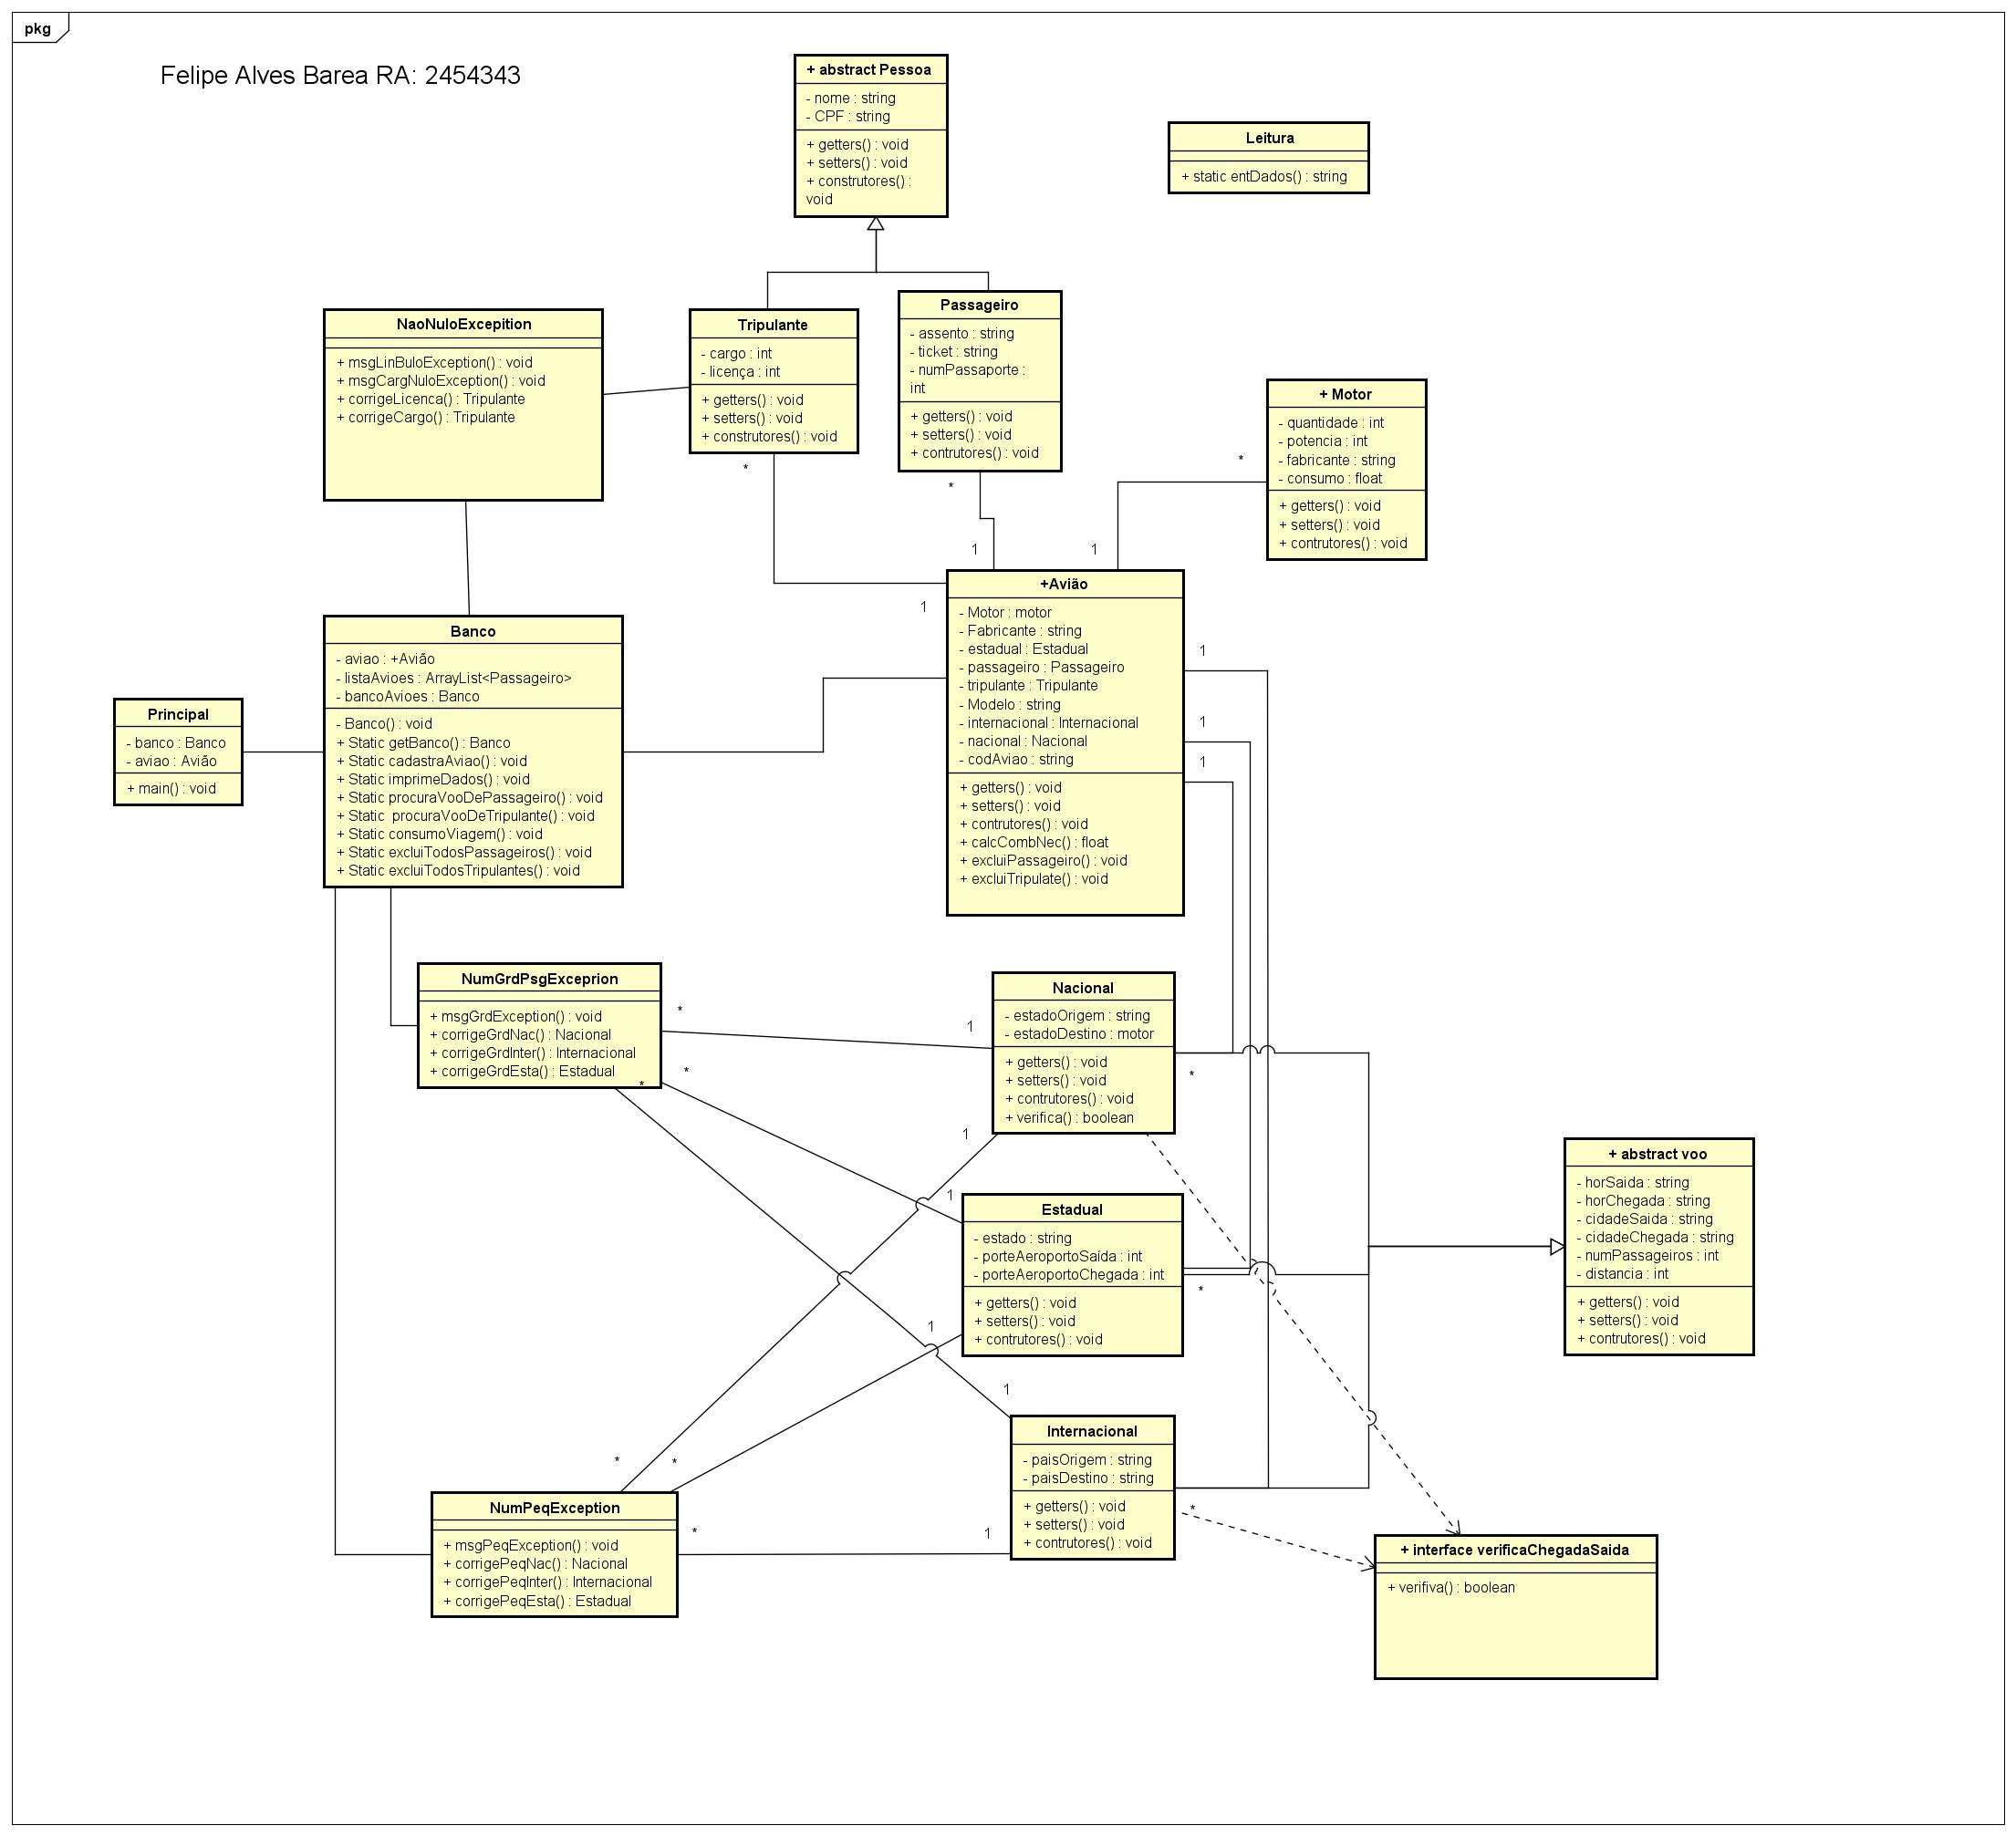 pkg
Felipe Alves Barea RA: 2454343
+ abstract Pessoa
- nome : string
- CPF : string
+ getters() : void
+ setters() : void
+ construtores() :
void
Leitura
+ static entDados() : string
NaoNuloExcepition
+ msgLinBuloException() : void
+ msgCargNuloException() : void
+ corrigeLicenca() : Tripulante
+ corrigeCargo() : Tripulante
Tripulante
- cargo : int
- licença : int
+ getters() : void
+ setters() : void
+ construtores() : void
*
Passageiro
- assento : string
- ticket : string
- numPassaporte :
int
+ getters() : void
+ setters() : void
+ contrutores() : void
*
+ Motor
- quantidade : int
- potencia : int
- fabricante : string
- consumo : float
+ getters() : void
+ setters() : void
+ contrutores() : void
*
1
1
1
+Avião
- Motor : motor
- Fabricante : string
- estadual : Estadual
- passageiro : Passageiro
- tripulante : Tripulante
- Modelo : string
- internacional : Internacional
- nacional : Nacional
- codAviao : string
+ getters() : void
+ setters() : void
+ contrutores() : void
+ calcCombNec() : float
+ excluiPassageiro() : void
+ excluiTripulate() : void
1
1
1
Banco
- aviao : +Avião
- listaAvioes : ArrayList<Passageiro>
- bancoAvioes : Banco
- Banco() : void
+ Static getBanco() : Banco
+ Static cadastraAviao() : void
+ Static imprimeDados() : void
+ Static procuraVooDePassageiro() : void
+ Static  procuraVooDeTripulante() : void
+ Static consumoViagem() : void
+ Static excluiTodosPassageiros() : void
+ Static excluiTodosTripulantes() : void
Principal
- banco : Banco
- aviao : Avião
+ main() : void
NumGrdPsgExceprion
+ msgGrdException() : void
+ corrigeGrdNac() : Nacional
+ corrigeGrdInter() : Internacional
+ corrigeGrdEsta() : Estadual
*
*
*
1
Nacional
- estadoOrigem : string
- estadoDestino : motor
+ getters() : void
+ setters() : void
+ contrutores() : void
+ verifica() : boolean
*
1
1
Estadual
- estado : string
- porteAeroportoSaída : int
- porteAeroportoChegada : int
+ getters() : void
+ setters() : void
+ contrutores() : void
*
1
+ abstract voo
- horSaida : string
- horChegada : string
- cidadeSaida : string
- cidadeChegada : string
- numPassageiros : int
- distancia : int
+ getters() : void
+ setters() : void
+ contrutores() : void
1
Internacional
- paisOrigem : string
- paisDestino : string
+ getters() : void
+ setters() : void
+ contrutores() : void
*
1
*
*
*
NumPeqException
+ msgPeqException() : void
+ corrigePeqNac() : Nacional
+ corrigePeqInter() : Internacional
+ corrigePeqEsta() : Estadual
+ interface verificaChegadaSaida
+ verifiva() : boolean